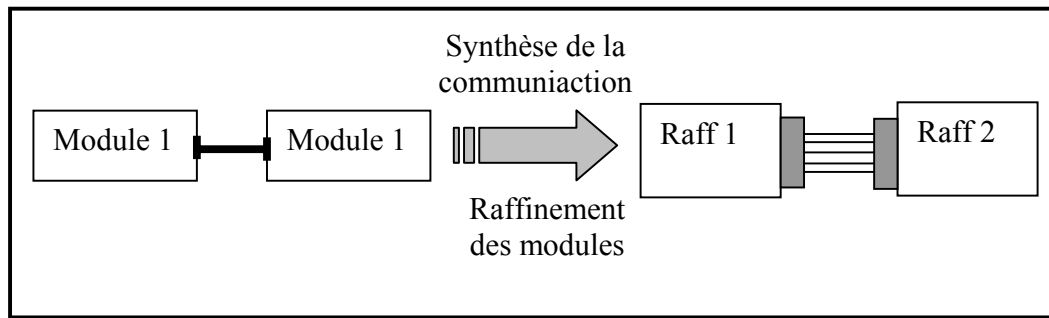 Synthèse de la
communiaction
Module 1
Module 1
Raff 1
Raff 2
Raffinement
des modules